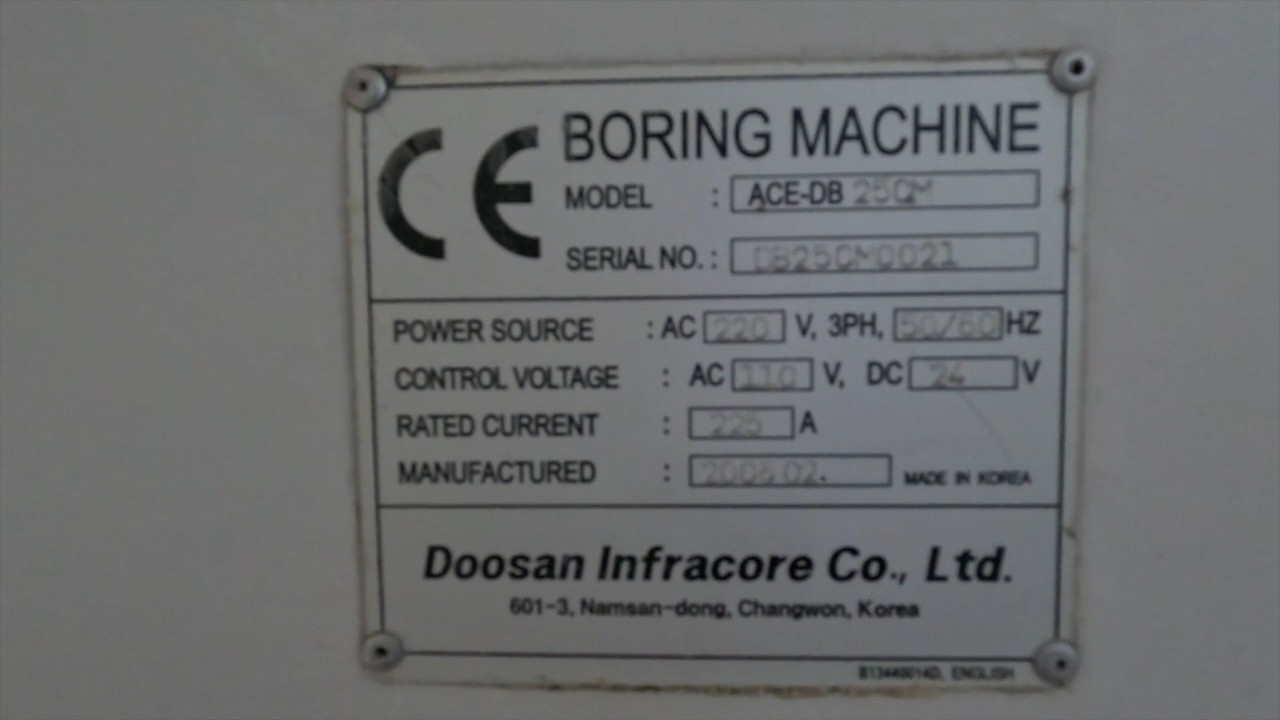 CE BORING MACHINE
MODEL : ACE-DB 25CM
SERIAL NO. : DB25CM0021
POWER SOURCE : AC 220 V, 3PH, 50/60 HZ
CONTROL VOLTAGE : AC 110 V, DC 24 V
RATED CURRENT : 225 A
MANUFACTURED : 02. MADE IN KOREA
Doosan Infracore Co., Ltd.
601-3, Namsan-dong, Changwon, Korea
ENGLISH